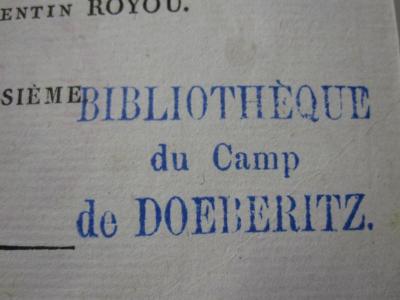 ENTIN ROYOU.
SIÈME
BIBLIOTHÈQUE
du Camp
de DOEBERITZ.